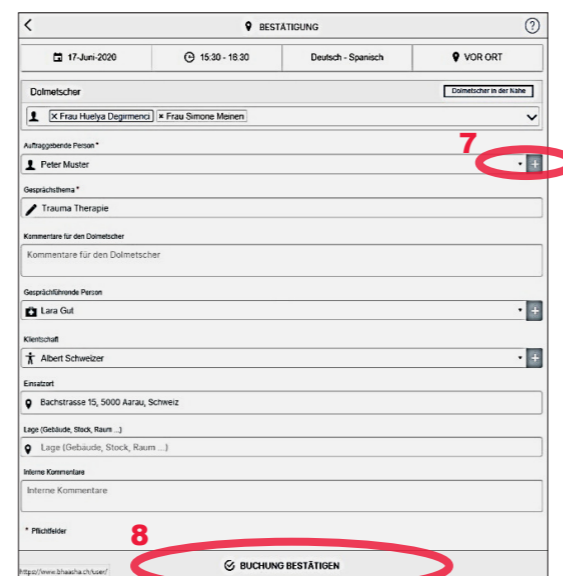 BESTÄTIGUNG ?
17-Juni-2020 15:30 - 16:30 Deutsch - Spanisch VOR ORT
Dolmetscher Dolmetscher in der Nähe
× Frau Huelya Degirmenci × Frau Simone Meinen
7
Auftraggebende Person *
Peter Muster +
Gesprächsthema *
Trauma Therapie
Kommentare für den Dolmetscher
Kommentare für den Dolmetscher
Gesprächführende Person
Lara Gut +
Klientschaft
Albert Schweizer +
Einsatzort
Bachstrasse 15, 5000 Aarau, Schweiz
Lage (Gebäude, Stock, Raum ...)
Lage (Gebäude, Stock, Raum ...)
Interne Kommentare
Interne Kommentare
* Pflichtfelder
8
BUCHUNG BESTÄTIGEN
https://www.bhaasha.ch/user/